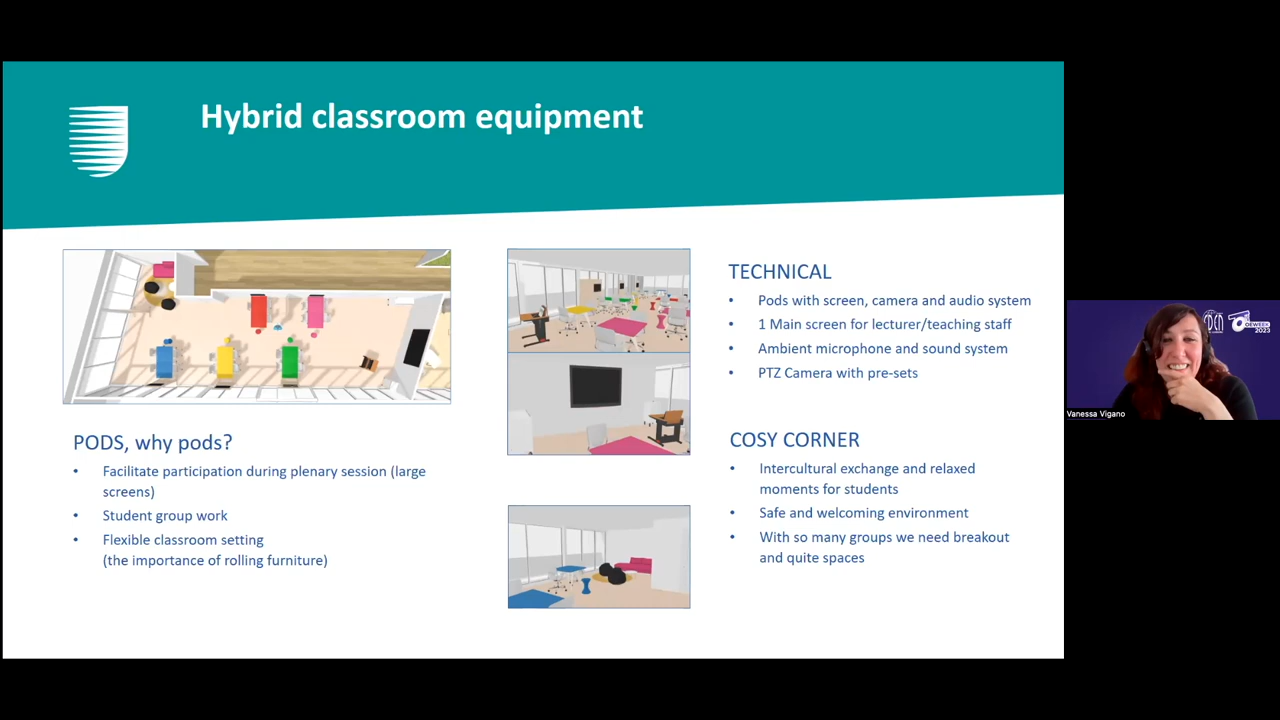 Hybrid classroom equipment
PODS, why pods?
• Facilitate participation during plenary session (large
screens)
• Student group work
• Flexible classroom setting
(the importance of rolling furniture)
TECHNICAL
• Pods with screen, camera and audio system
• 1 Main screen for lecturer/teaching staff
• Ambient microphone and sound system
• PTZ Camera with pre-sets
COSY CORNER
• Intercultural exchange and relaxed
moments for students
• Safe and welcoming environment
• With so many groups we need breakout
and quite spaces
OEWEEK
2023
Vanessa Vigano